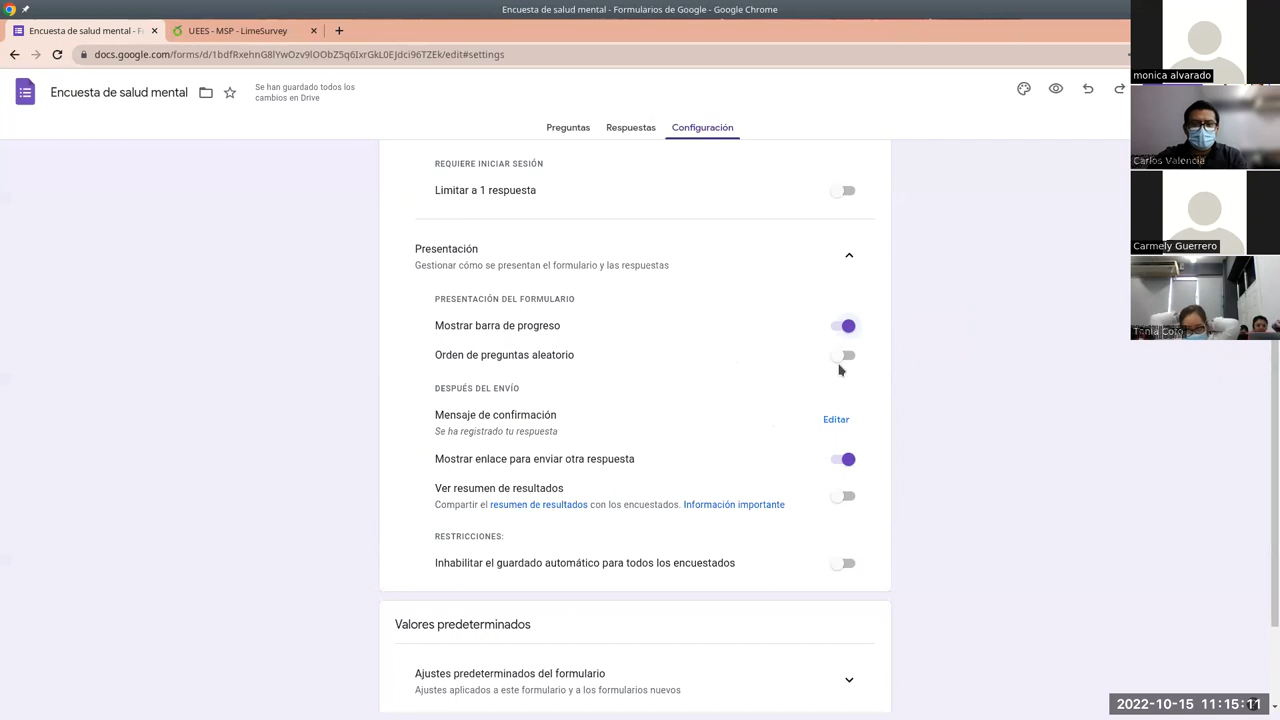 Encuesta de salud mental - Formularios de Google - Google Chrome
Encuesta de salud mental - F
UEES - MSP - LimeSurvey
docs.google.com/forms/d/1bdfRxehnG8lYwOzv9lOObZ5q6IxrGkL0EJdci96TZEk/edit#settings
Encuesta de salud mental
Se han guardado todos los
cambios en Drive
Preguntas Respuestas Configuración
REQUIERE INICIAR SESIÓN
Limitar a 1 respuesta
Presentación
Gestionar cómo se presentan el formulario y las respuestas
PRESENTACIÓN DEL FORMULARIO
Mostrar barra de progreso
Orden de preguntas aleatorio
DESPUÉS DEL ENVÍO
Mensaje de confirmación
Editar
Se ha registrado tu respuesta
Mostrar enlace para enviar otra respuesta
Ver resumen de resultados
Compartir el resumen de resultados con los encuestados. Información importante
RESTRICCIONES:
Inhabilitar el guardado automático para todos los encuestados
Valores predeterminados
Ajustes predeterminados del formulario
Ajustes aplicados a este formulario y a los formularios nuevos
monica alvarado
Carlos Valencia
Carmely Guerrero
Tania Coto
2022-10-15 11:15:11